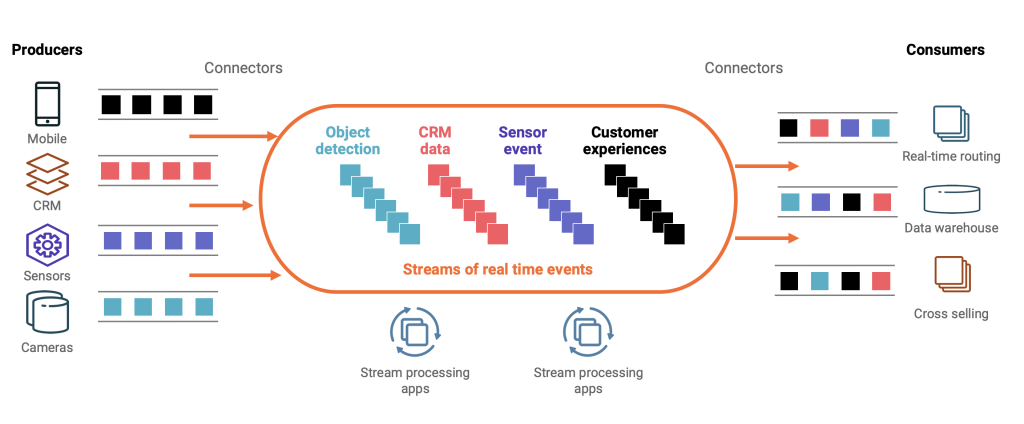 Producers
Consumers
Connectors
Connectors
Mobile
CRM
Sensors
Cameras
Object
detection
CRM
data
Sensor
event
Customer
experiences
Streams of real time events
Stream processing
apps
Stream processing
apps
Real-time routing
Data warehouse
Cross selling